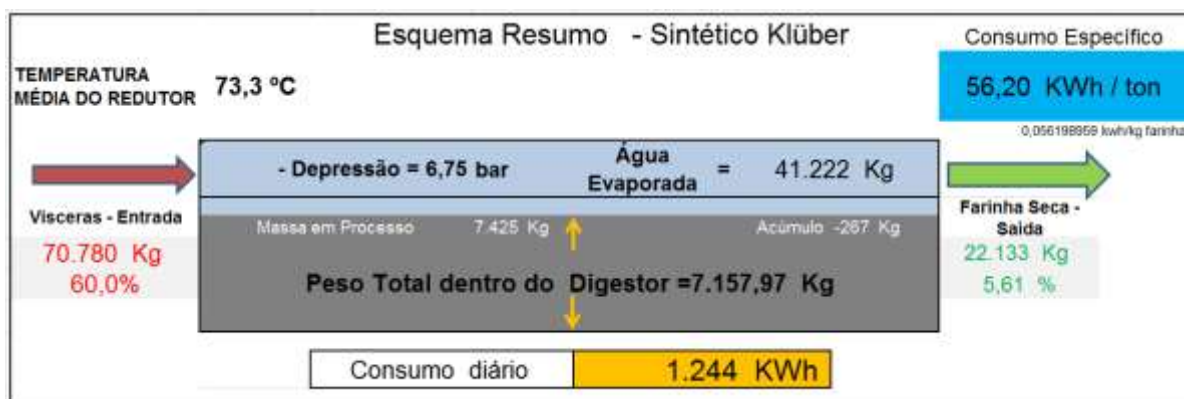 Esquema Resumo - Sintético Klüber
Consumo Específico
TEMPERATURA
MÉDIA DO REDUTOR
73,3 ºC
56,20 KWh / ton
0,056198959 kwh/kg farinha
- Depressão = 6,75 bar
Água
Evaporada = 41.222 Kg
Visceras - Entrada
70.780 Kg
60,0%
Massa em Processo 7.425 Kg
Acúmulo -267 Kg
Peso Total dentro do Digestor =7.157,97 Kg
Farinha Seca -
Saida
22.133 Kg
5,61 %
Consumo diário
1.244 KWh